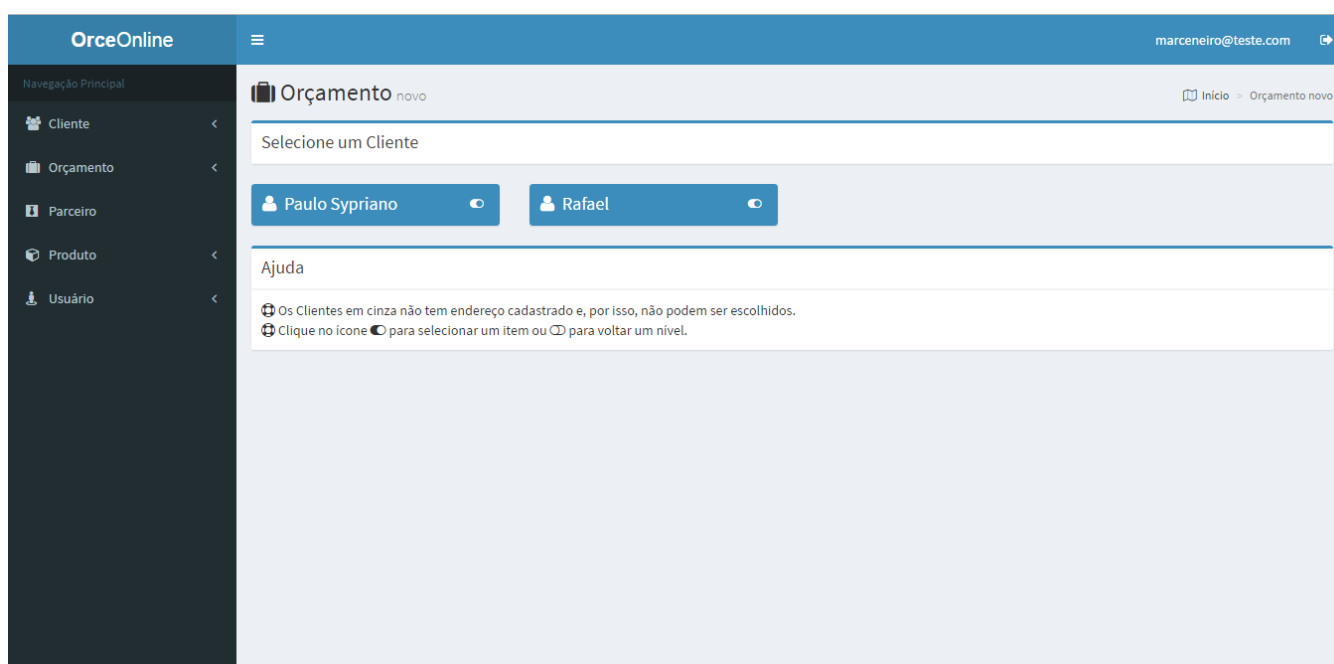 OrceOnline
marceneiro@teste.com
Navegação Principal
Cliente
Orçamento
Parceiro
Produto
Usuário
Orçamento novo
Início > Orçamento novo
Selecione um Cliente
Paulo Sypriano
Rafael
Ajuda
Os Clientes em cinza não tem endereço cadastrado e, por isso, não podem ser escolhidos.
Clique no ícone para selecionar um item ou para voltar um nível.